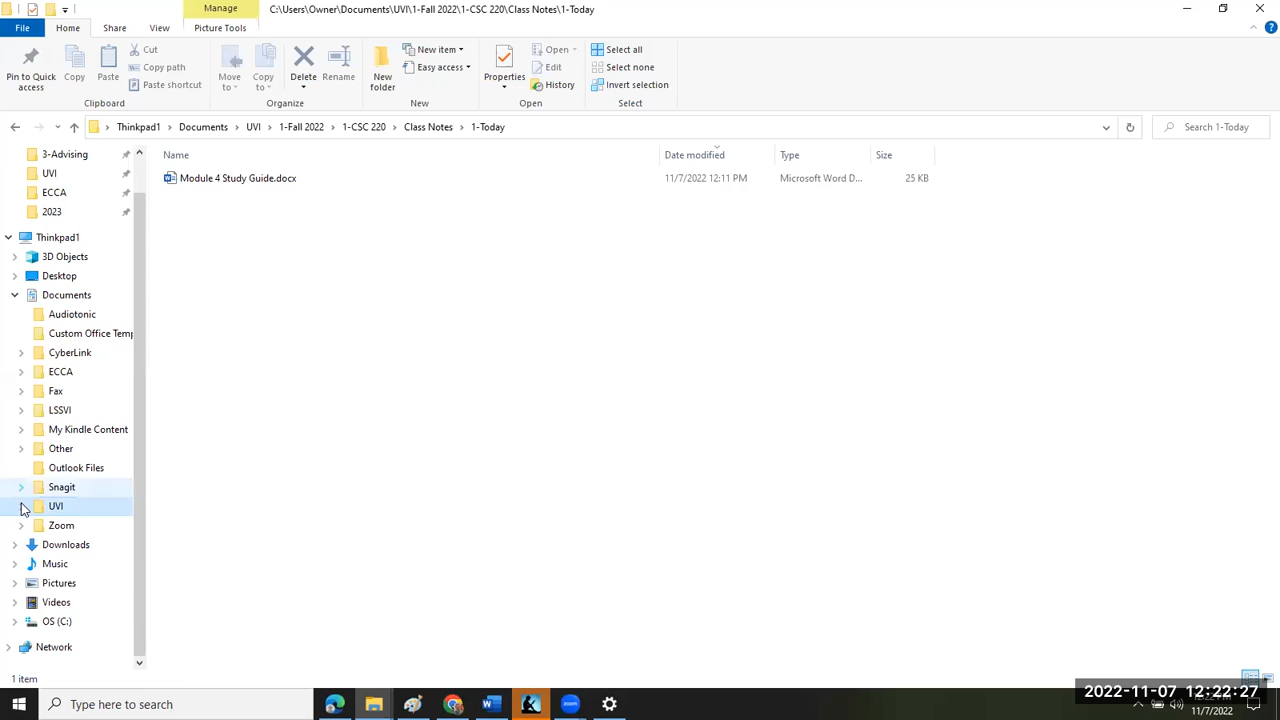 Manage
C:\Users\Owner\Documents\UVI\1-Fall 2022\1-CSC 220\Class Notes\1-Today
File
Home
Share
View
Picture Tools
Pin to Quick access
Copy
Paste
Cut
Copy path
Paste shortcut
Clipboard
Move to
Copy to
Delete
Rename
Organize
New folder
New item
Easy access
New
Properties
Open
Edit
History
Open
Select all
Select none
Invert selection
Select
Thinkpad1
Documents
UVI
1-Fall 2022
1-CSC 220
Class Notes
1-Today
Search 1-Today
Name
Date modified
Type
Size
Module 4 Study Guide.docx
11/7/2022 12:11 PM
Microsoft Word D...
25 KB
3-Advising
UVI
ECCA
2023
Thinkpad1
3D Objects
Desktop
Documents
Audiotonic
Custom Office Temp
CyberLink
ECCA
Fax
LSSVI
My Kindle Content
Other
Outlook Files
Snagit
UVI
Zoom
Downloads
Music
Pictures
Videos
OS (C:)
Network
1 item
Type here to search
zoom
2022-11-07 12:22:27
11/7/2022